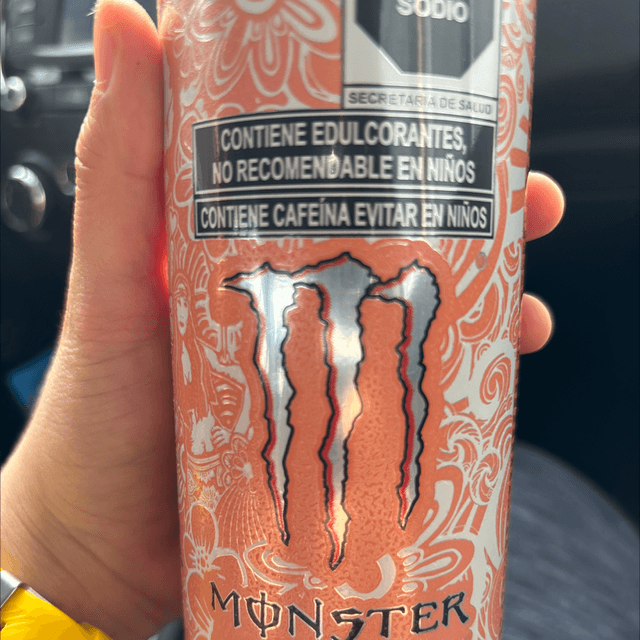 SODIO
SECRETARÍA DE SALUD
CONTIENE EDULCORANTES,
NO RECOMENDABLE EN NIÑOS
CONTIENE CAFEÍNA EVITAR EN NIÑOS
MONSTER